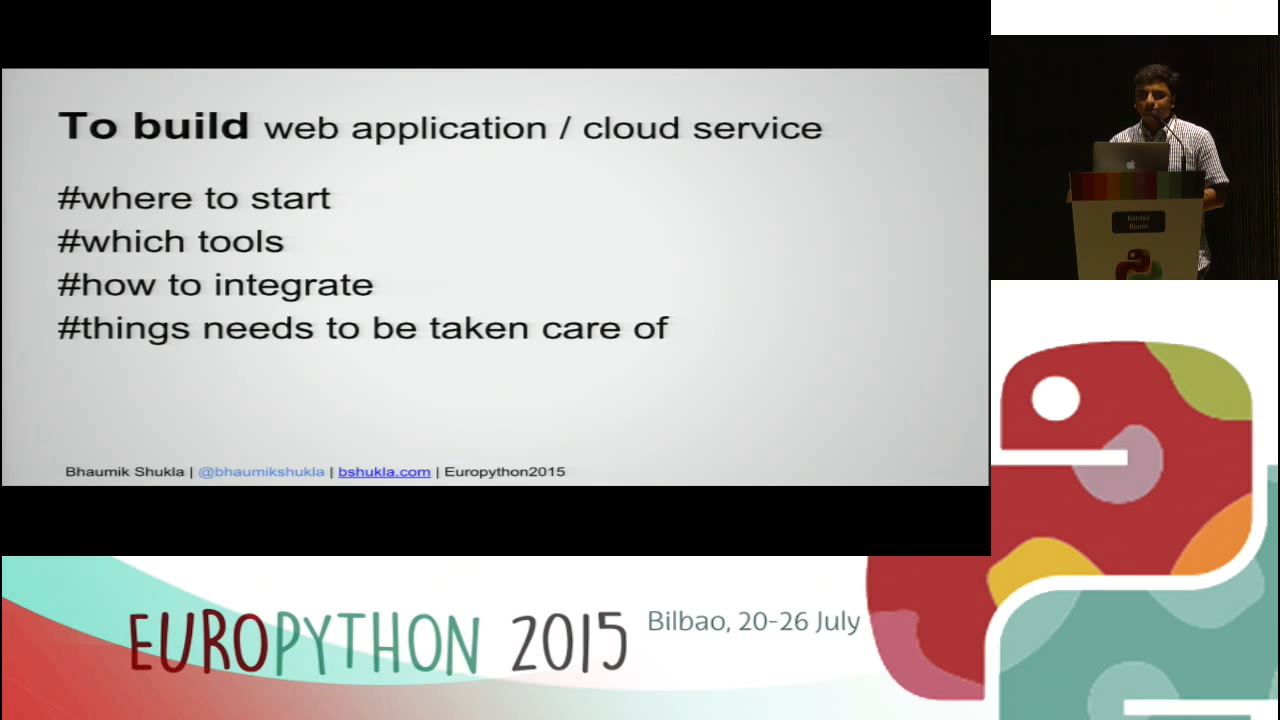 To build web application / cloud service
#where to start
#which tools
#how to integrate
#things needs to be taken care of
Bhaumik Shukla | @bhaumikshukla | bshukla.com | Europython2015
Room
EUROPYTHON 2015
Bilbao, 20-26 July